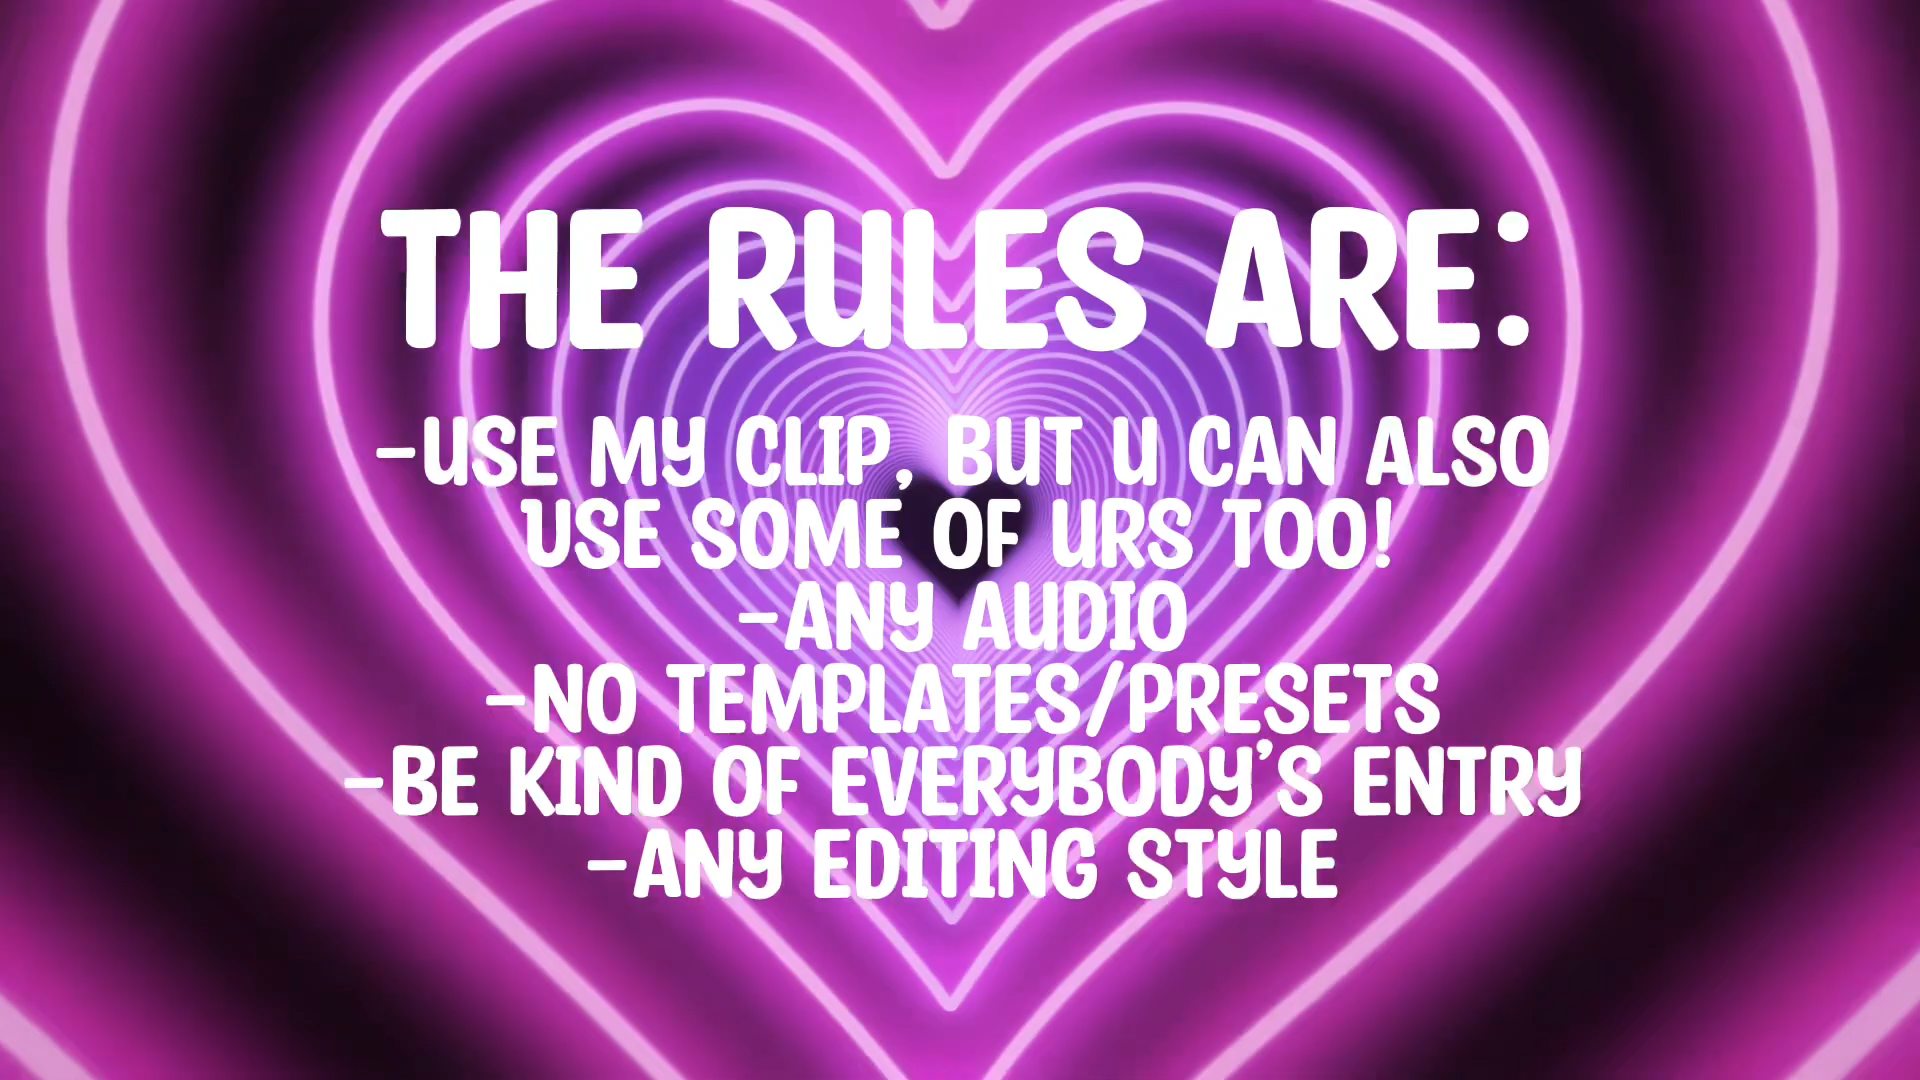 THE RULES ARE:
-USE MY CLIP, BUT U CAN ALSO
USE SOME OF URS TOO!
-ANY AUDIO
-NO TEMPLATES/PRESETS
-BE KIND OF EVERYBODY'S ENTRY
-ANY EDITING STYLE